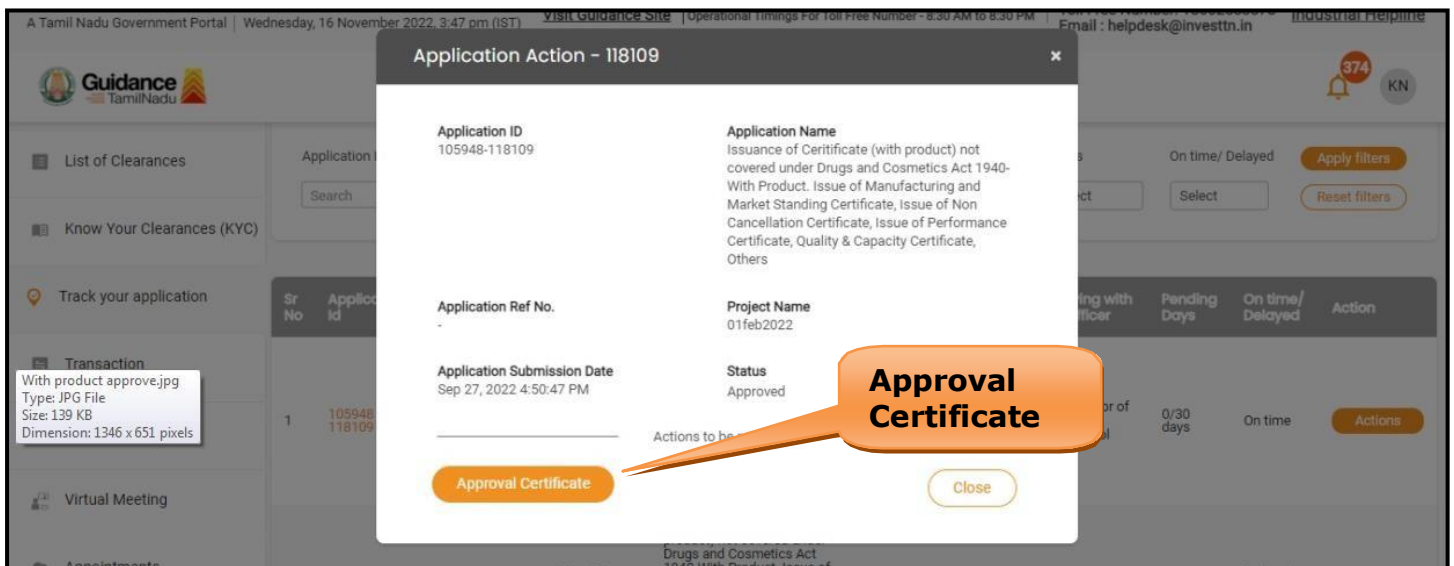 A Tamil Nadu Government Portal | Wednesday, 16 November 2022, 3:47 pm (IST)
Visit Guidance Site | Operational Timings For Toll Free Number - 8:30 AM to 8:30 PM
Email : helpdesk@investtn.in
Industrial Helpline
Guidance
TamilNadu
374
KN
Application Action - 118109
×
List of Clearances
Know Your Clearances (KYC)
Track your application
Transaction
With product approve.jpg
Type: JPG File
Size: 139 KB
Dimension: 1346 x 651 pixels
Virtual Meeting
Appointments
Search
On time/ Delayed
Select
Apply filters
Reset filters
Application ID
105948-118109
Application Name
Issuance of Ceritificate (with product) not
covered under Drugs and Cosmetics Act 1940-
With Product. Issue of Manufacturing and
Market Standing Certificate, Issue of Non
Cancellation Certificate, Issue of Performance
Certificate, Quality & Capacity Certificate,
Others
Application Ref No.
-
Project Name
01feb2022
Application Submission Date
Sep 27, 2022 4:50:47 PM
Status
Approved
Actions to be
Approval Certificate
Close
Approval
Certificate
Sr
No
Id
Pending
Days
On time/
Delayed
Action
1
105948
118109
0/30
days
On time
Actions
Drugs and Cosmetics Act